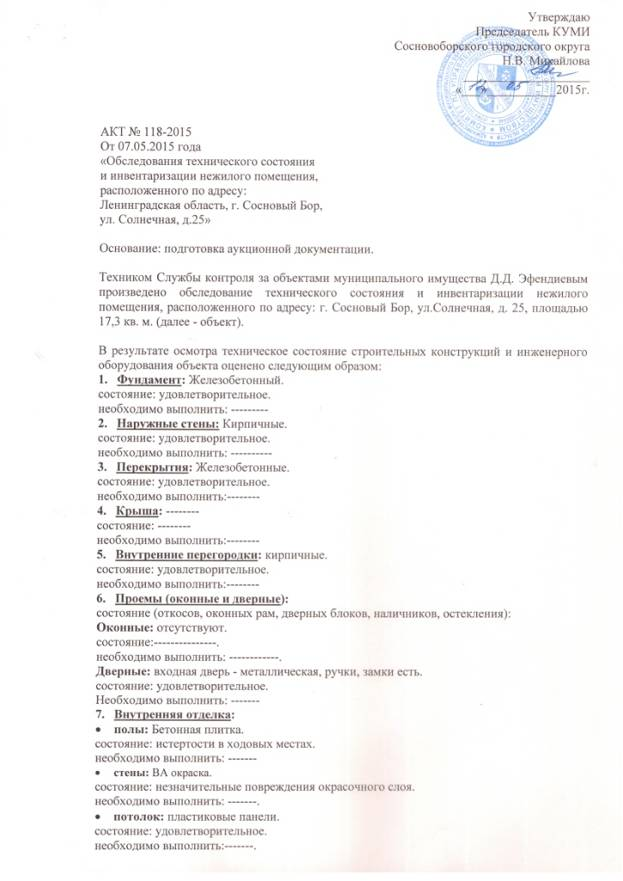 Утверждаю
Председатель КУМИ
Сосновоборского городского округа
Н.В. Михайлова
« 05 2015г.
АКТ № 118-2015
От 07.05.2015 года
«Обследования технического состояния
и инвентаризации нежилого помещения,
расположенного по адресу:
Ленинградская область, г. Сосновый Бор,
ул. Солнечная, д.25»
Основание: подготовка аукционной документации.
Техником Службы контроля за объектами муниципального имущества Д.Д. Эфендиевым
произведено обследование технического состояния и инвентаризации нежилого
помещения, расположенного по адресу: г. Сосновый Бор, ул.Солнечная, д. 25, площадью
17,3 кв. м. (далее - объект).
В результате осмотра техническое состояние строительных конструкций и инженерного
оборудования объекта оценено следующим образом:
1. Фундамент: Железобетонный.
состояние: удовлетворительное.
необходимо выполнить: ---------
2. Наружные стены: Кирпичные.
состояние: удовлетворительное.
необходимо выполнить: ----------
3. Перекрытия: Железобетонные.
состояние: удовлетворительное.
необходимо выполнить:--------
4. Крыша: --------
состояние: --------
необходимо выполнить:--------
5. Внутренние перегородки: кирпичные.
состояние: удовлетворительное.
необходимо выполнить:--------
6. Проемы (оконные и дверные):
состояние (откосов, оконных рам, дверных блоков, наличников, остекления):
Оконные: отсутствуют.
состояние:---------------.
необходимо выполнить: ------------.
Дверные: входная дверь - металлическая, ручки, замки есть.
состояние: удовлетворительное.
Необходимо выполнить: -------
7. Внутренняя отделка:
• полы: Бетонная плитка.
состояние: истертости в ходовых местах.
необходимо выполнить: -------
• стены: ВА окраска.
состояние: незначительные повреждения окрасочного слоя.
необходимо выполнить: -------.
• потолок: пластиковые панели.
состояние: удовлетворительное.
необходимо выполнить:-------.